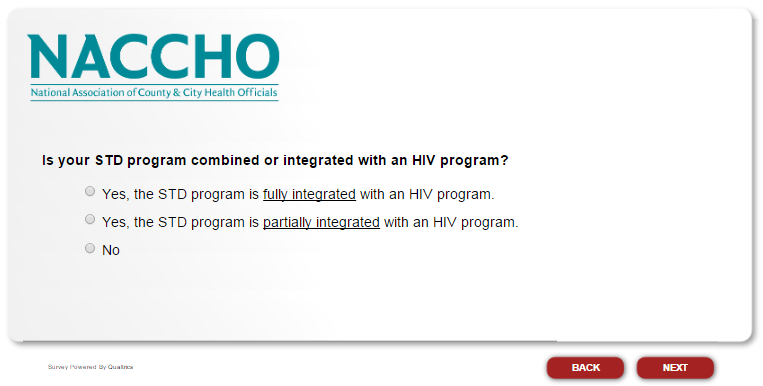 NACCHO
National Association of County & City Health Officials
Is your STD program combined or integrated with an HIV program?
Yes, the STD program is fully integrated with an HIV program.
Yes, the STD program is partially integrated with an HIV program.
No
Survey Powered By Qualtrics
BACK
NEXT